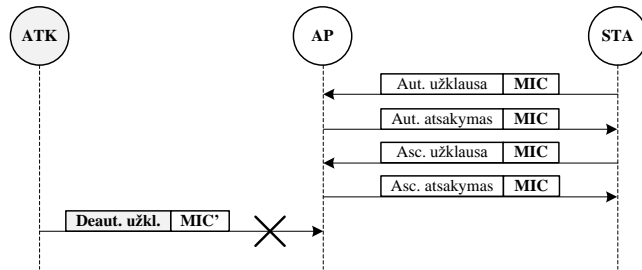 ATK AP STA
Aut. užklausa MIC
Aut. atsakymas MIC
Asc. užklausa MIC
Asc. atsakymas MIC
Deaut. užkl. MIC’